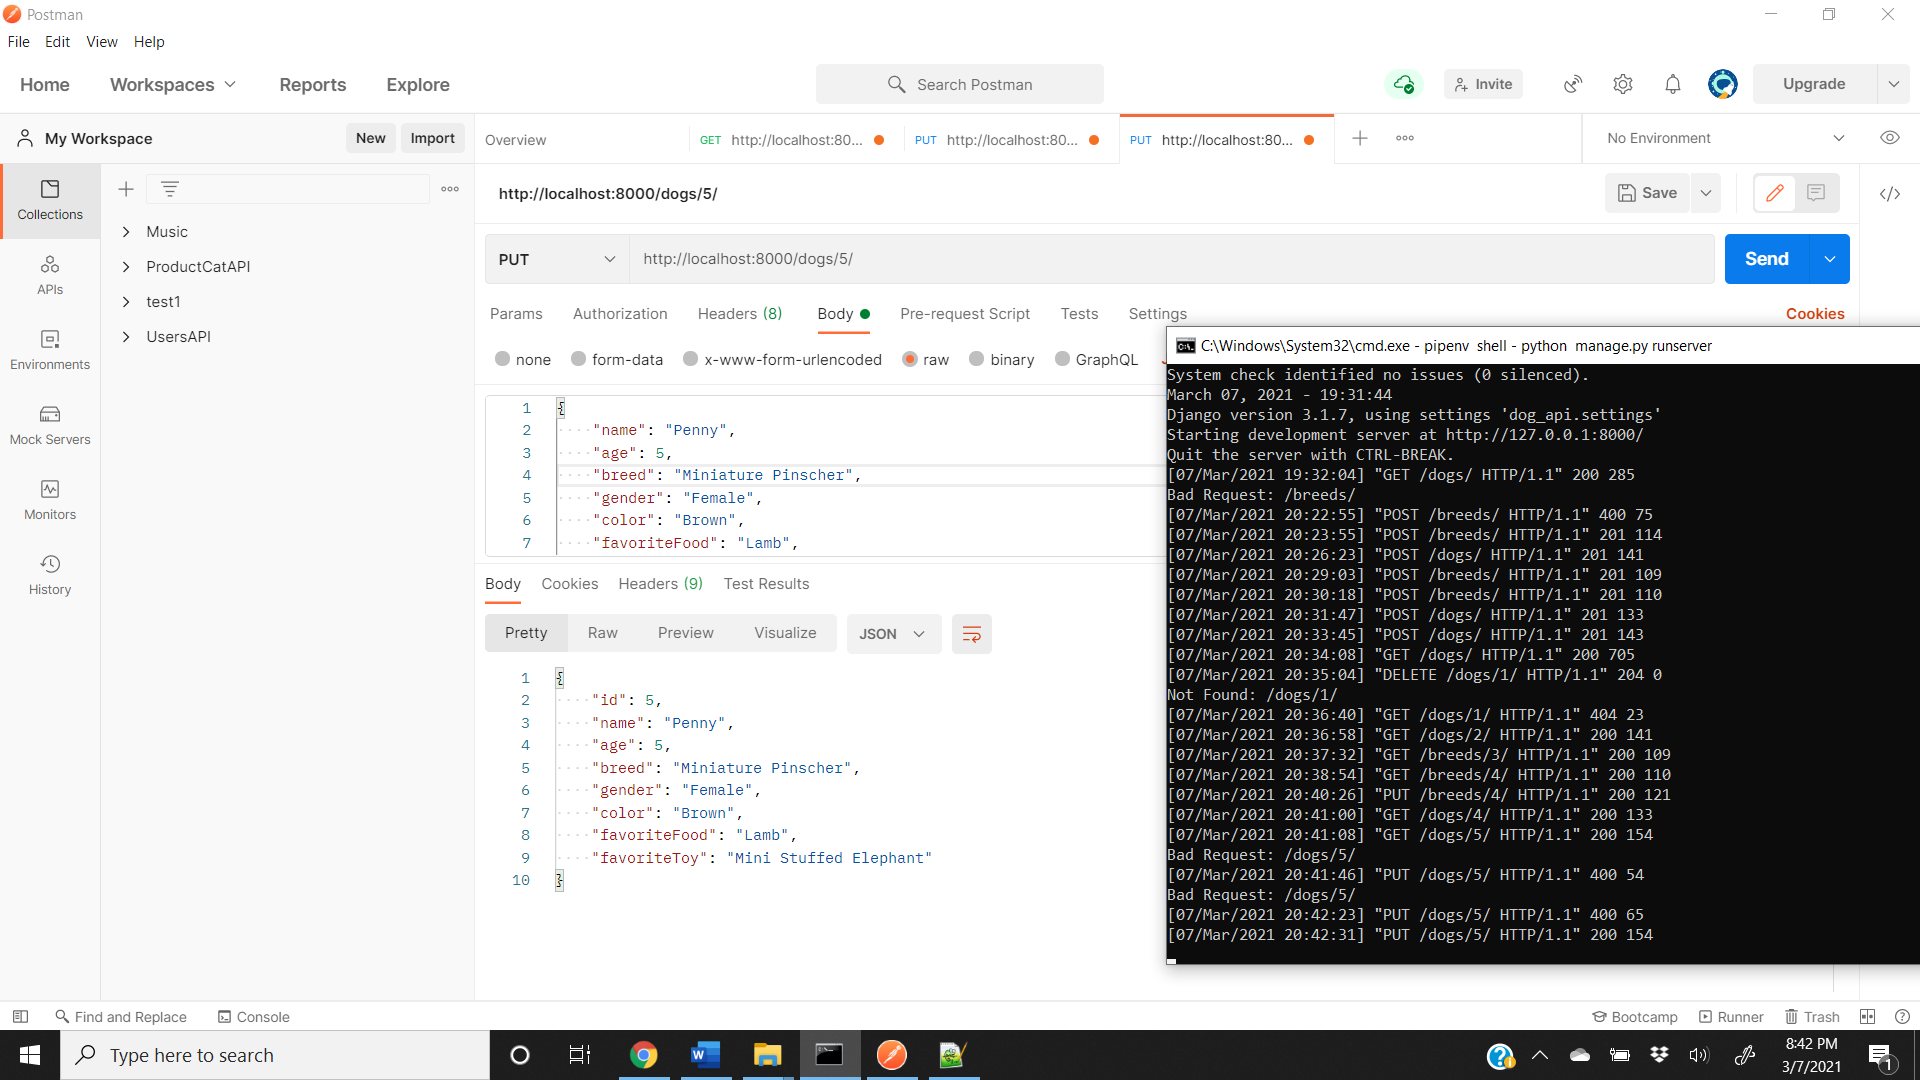 Postman
File Edit View Help
Home Workspaces Reports Explore Search Postman Invite Upgrade
My Workspace New Import Overview GET http://localhost:80... PUT http://localhost:80... PUT http://localhost:80... No Environment
Collections
APIs
Environments
Mock Servers
Monitors
History
Music
ProductCatAPI
test1
UsersAPI
http://localhost:8000/dogs/5/ Save
PUT http://localhost:8000/dogs/5/ Send
Params Authorization Headers (8) Body Pre-request Script Tests Settings Cookies
none form-data x-www-form-urlencoded raw binary GraphQL
1 {
2 "name": "Penny",
3 "age": 5,
4 "breed": "Miniature Pinscher",
5 "gender": "Female",
6 "color": "Brown",
7 "favoriteFood": "Lamb",
Body Cookies Headers (9) Test Results
Pretty Raw Preview Visualize JSON
1 {
2 "id": 5,
3 "name": "Penny",
4 "age": 5,
5 "breed": "Miniature Pinscher",
6 "gender": "Female",
7 "color": "Brown",
8 "favoriteFood": "Lamb",
9 "favoriteToy": "Mini Stuffed Elephant"
10 }
C:\Windows\System32\cmd.exe - pipenv shell - python manage.py runserver
System check identified no issues (0 silenced).
March 07, 2021 - 19:31:44
Django version 3.1.7, using settings 'dog_api.settings'
Starting development server at http://127.0.0.1:8000/
Quit the server with CTRL-BREAK.
[07/Mar/2021 19:32:04] "GET /dogs/ HTTP/1.1" 200 285
Bad Request: /breeds/
[07/Mar/2021 20:22:55] "POST /breeds/ HTTP/1.1" 400 75
[07/Mar/2021 20:23:55] "POST /breeds/ HTTP/1.1" 201 114
[07/Mar/2021 20:26:23] "POST /dogs/ HTTP/1.1" 201 141
[07/Mar/2021 20:29:03] "POST /breeds/ HTTP/1.1" 201 109
[07/Mar/2021 20:30:18] "POST /breeds/ HTTP/1.1" 201 110
[07/Mar/2021 20:31:47] "POST /dogs/ HTTP/1.1" 201 133
[07/Mar/2021 20:33:45] "POST /dogs/ HTTP/1.1" 201 143
[07/Mar/2021 20:34:08] "GET /dogs/ HTTP/1.1" 200 705
[07/Mar/2021 20:35:04] "DELETE /dogs/1/ HTTP/1.1" 204 0
Not Found: /dogs/1/
[07/Mar/2021 20:36:40] "GET /dogs/1/ HTTP/1.1" 404 23
[07/Mar/2021 20:36:58] "GET /dogs/2/ HTTP/1.1" 200 141
[07/Mar/2021 20:37:32] "GET /breeds/3/ HTTP/1.1" 200 109
[07/Mar/2021 20:38:54] "GET /breeds/4/ HTTP/1.1" 200 110
[07/Mar/2021 20:40:26] "PUT /breeds/4/ HTTP/1.1" 200 121
[07/Mar/2021 20:41:00] "GET /dogs/4/ HTTP/1.1" 200 133
[07/Mar/2021 20:41:08] "GET /dogs/5/ HTTP/1.1" 200 154
Bad Request: /dogs/5/
[07/Mar/2021 20:41:46] "PUT /dogs/5/ HTTP/1.1" 400 54
Bad Request: /dogs/5/
[07/Mar/2021 20:42:23] "PUT /dogs/5/ HTTP/1.1" 400 65
[07/Mar/2021 20:42:31] "PUT /dogs/5/ HTTP/1.1" 200 154
Find and Replace Console Bootcamp Runner Trash
Type here to search
8:42 PM
3/7/2021
1